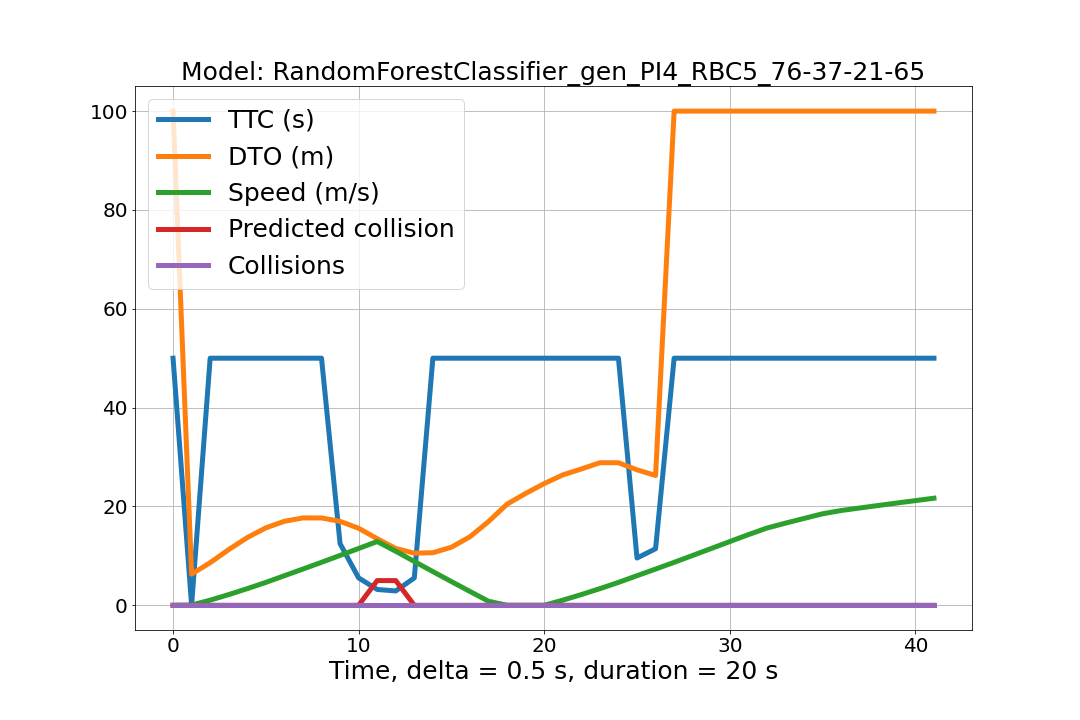 Model: RandomForestClassifier_gen_PI4_RBC5_76-37-21-65
100
80
60
40
20
0
TTC (s)
DTO (m)
Speed (m/s)
Predicted collision
Collisions
0 10 20 30 40
Time, delta = 0.5 s, duration = 20 s